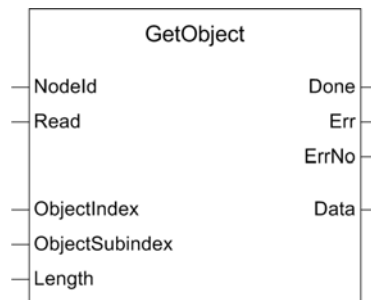 GetObject
NodeId Done
Read Err
ErrNo
ObjectIndex Data
ObjectSubindex
Length